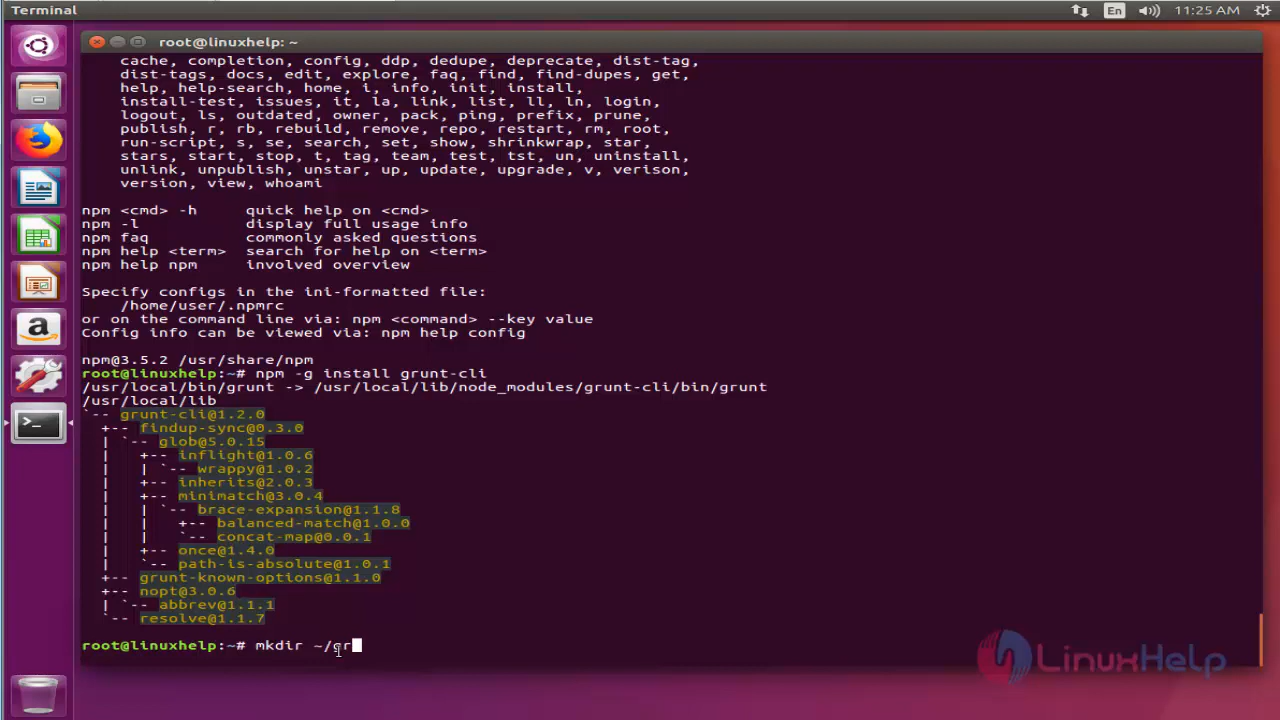 Terminal
En
11:25 AM
root@linuxhelp: ~
cache, completion, config, ddp, dedupe, deprecate, dist-tag,
dist-tags, docs, edit, explore, faq, find, find-dupes, get,
help, help-search, home, i, info, init, install,
install-test, issues, it, la, link, list, ll, ln, login,
logout, ls, outdated, owner, pack, ping, prefix, prune,
publish, r, rb, rebuild, remove, repo, restart, rm, root,
run-script, s, se, search, set, show, shrinkwrap, star,
stars, start, stop, t, tag, team, test, tst, un, uninstall,
unlink, unpublish, unstar, up, update, upgrade, v, verison,
version, view, whoami
npm <cmd> -h     quick help on <cmd>
npm -l           display full usage info
npm faq          commonly asked questions
npm help <term>  search for help on <term>
npm help npm     involved overview
Specify configs in the ini-formatted file:
/home/user/.npmrc
or on the command line via: npm <command> --key value
Config info can be viewed via: npm help config
npm@3.5.2 /usr/share/npm
root@linuxhelp:~# npm -g install grunt-cli
/usr/local/bin/grunt -> /usr/local/lib/node_modules/grunt-cli/bin/grunt
/usr/local/lib
`-- grunt-cli@1.2.0
  +-- findup-sync@0.3.0
  | `-- glob@5.0.15
  |   +-- inflight@1.0.6
  |   | `-- wrappy@1.0.2
  |   +-- inherits@2.0.3
  |   +-- minimatch@3.0.4
  |   | `-- brace-expansion@1.1.8
  |   |   +-- balanced-match@1.0.0
  |   |   `-- concat-map@0.0.1
  |   +-- once@1.4.0
  |   `-- path-is-absolute@1.0.1
  +-- grunt-known-options@1.1.0
  +-- nopt@3.0.6
  | `-- abbrev@1.1.1
  `-- resolve@1.1.7
root@linuxhelp:~# mkdir ~/gr
LinuxHelp